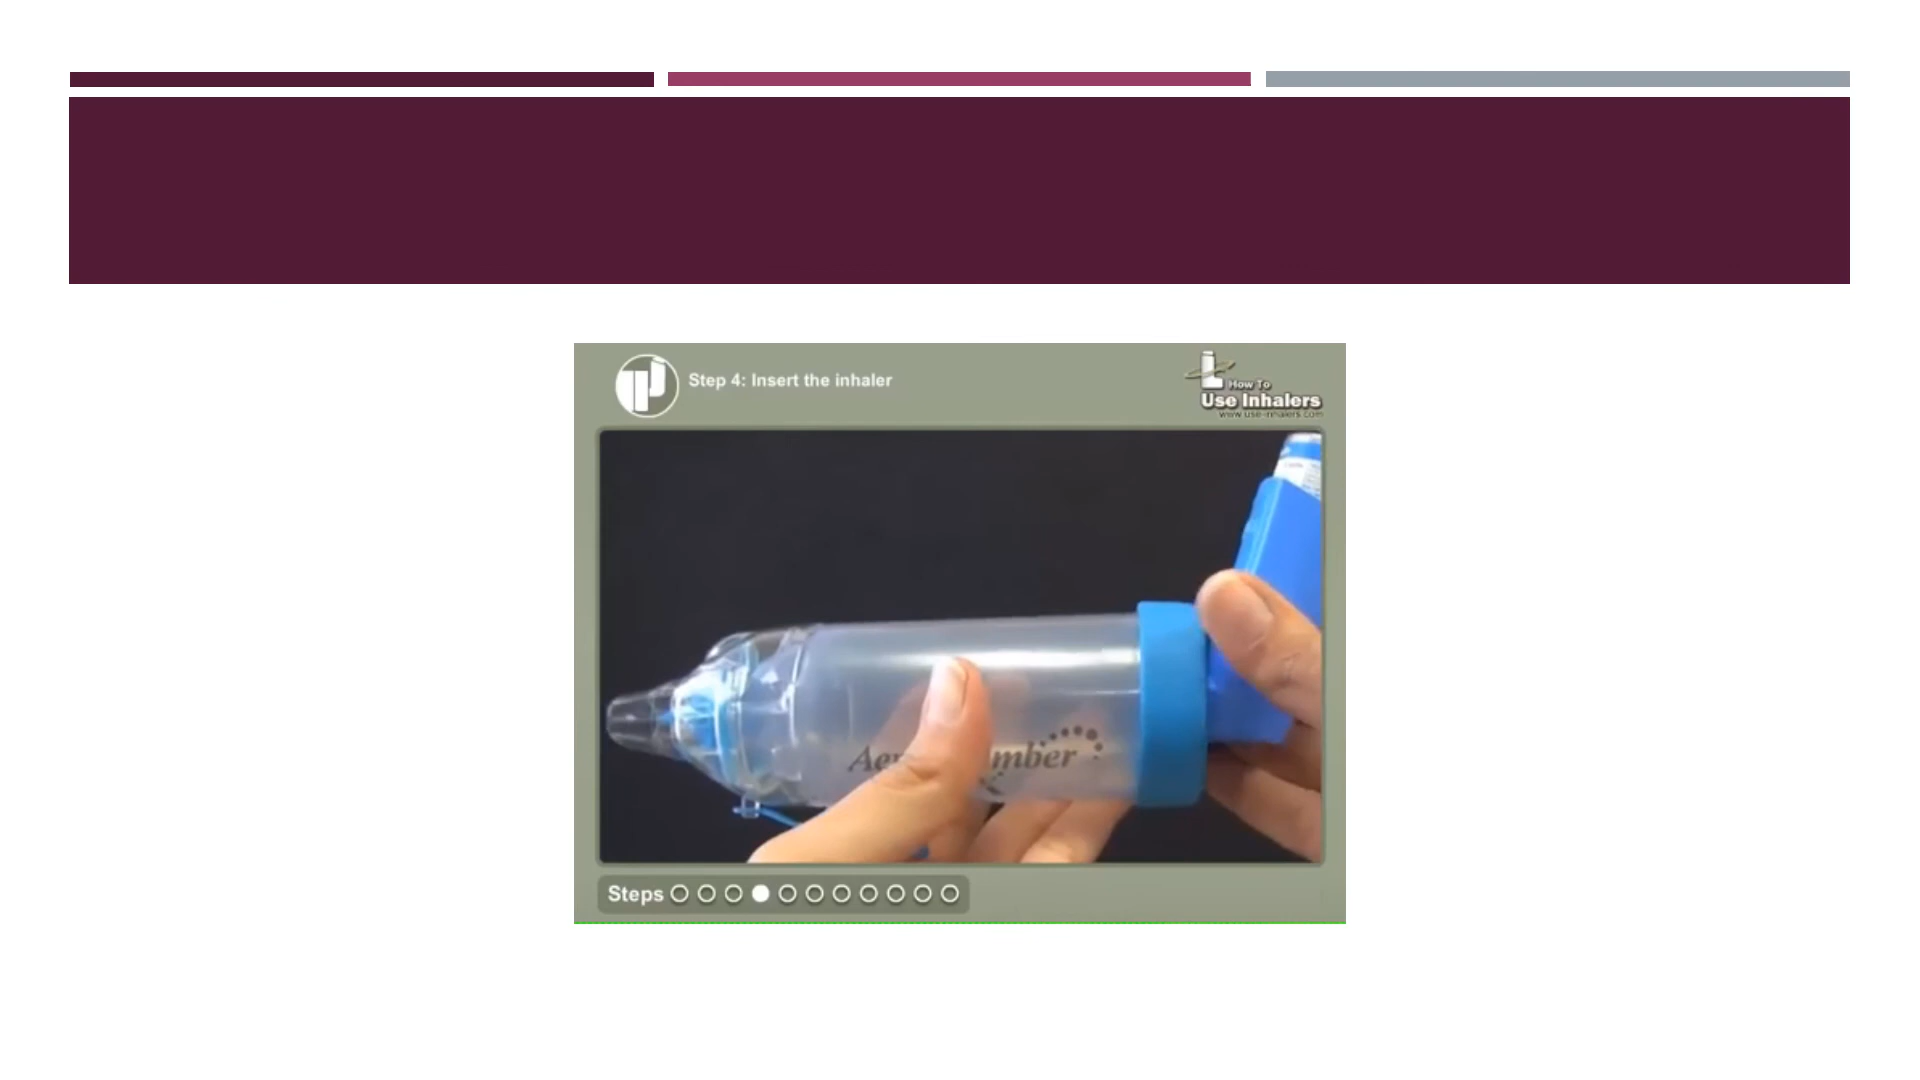 Step 4: Insert the inhaler
How To
Use Inhalers
www.use-inhalers.com
Steps